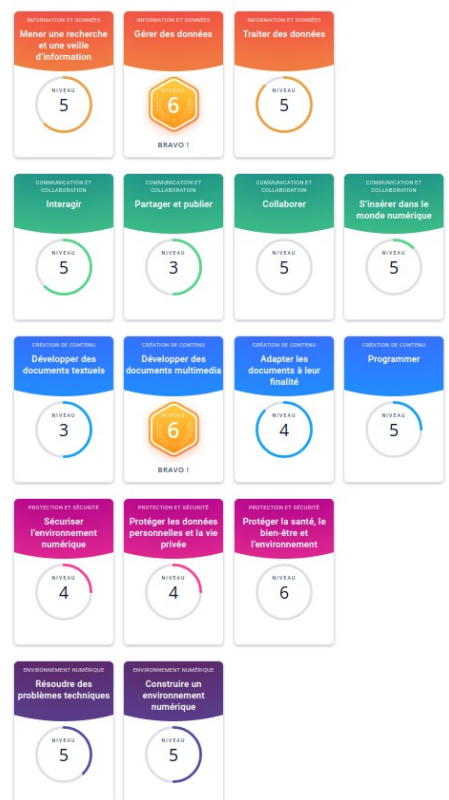 INFORMATION ET DONNÉES
Mener une recherche
et une veille
d'information
NIVEAU
5
INFORMATION ET DONNÉES
Gérer des données
NIVEAU
6
BRAVO !
INFORMATION ET DONNÉES
Traiter des données
NIVEAU
5
COMMUNICATION ET
COLLABORATION
Interagir
NIVEAU
5
COMMUNICATION ET
COLLABORATION
Partager et publier
NIVEAU
3
COMMUNICATION ET
COLLABORATION
Collaborer
NIVEAU
5
COMMUNICATION ET
COLLABORATION
S'insérer dans le
monde numérique
NIVEAU
5
CRÉATION DE CONTENU
Développer des
documents textuels
NIVEAU
3
CRÉATION DE CONTENU
Développer des
documents multimedia
NIVEAU
6
BRAVO !
CRÉATION DE CONTENU
Adapter les
documents à leur
finalité
NIVEAU
4
CRÉATION DE CONTENU
Programmer
NIVEAU
5
PROTECTION ET SÉCURITÉ
Sécuriser
l'environnement
numérique
NIVEAU
4
PROTECTION ET SÉCURITÉ
Protéger les données
personnelles et la vie
privée
NIVEAU
4
PROTECTION ET SÉCURITÉ
Protéger la santé, le
bien-être et
l'environnement
NIVEAU
6
ENVIRONNEMENT NUMÉRIQUE
Résoudre des
problèmes techniques
NIVEAU
5
ENVIRONNEMENT NUMÉRIQUE
Construire un
environnement
numérique
NIVEAU
5